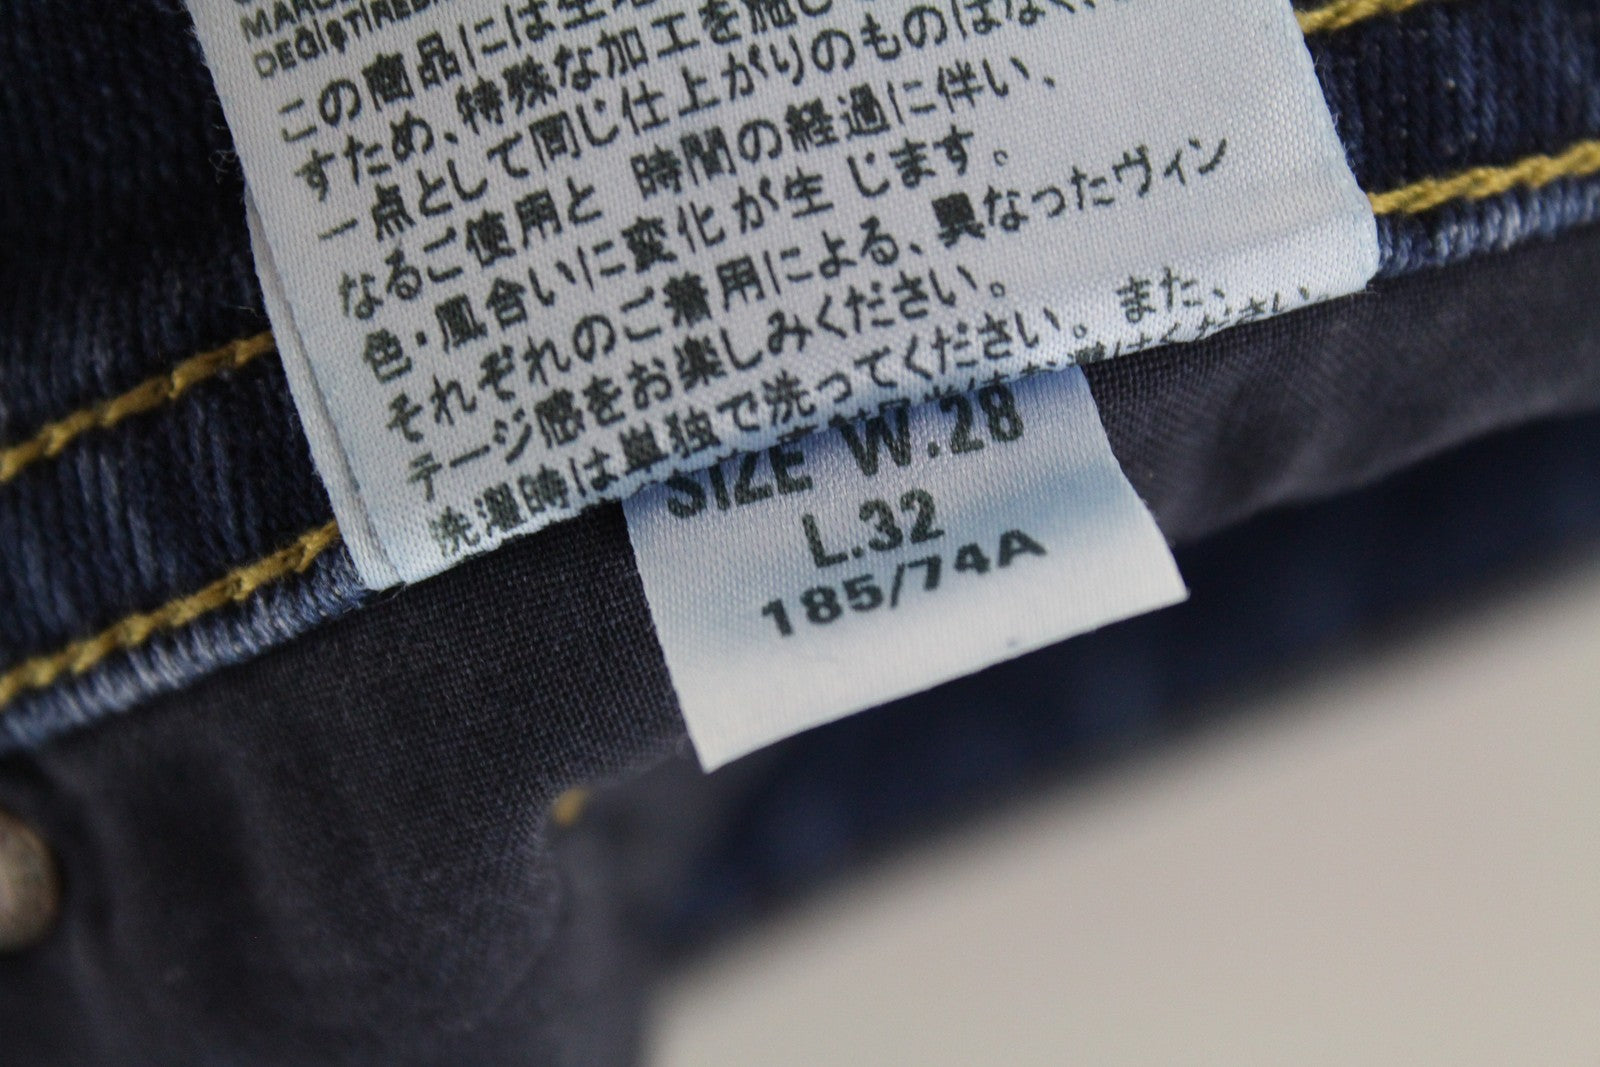 DEĞİŞTİREBİ
この商品には生地
すため、特殊な加工を施し
一点として同じ仕上がりのものはなく、
なるご使用と 時間の経過に伴い、
色・風合いに変化が生 じます。
それぞれのご着用による、異なったヴィン
テージ感をお楽しみください。
洗濯時は単独で洗ってください。また、
SIZE W.28
L.32
185/74A